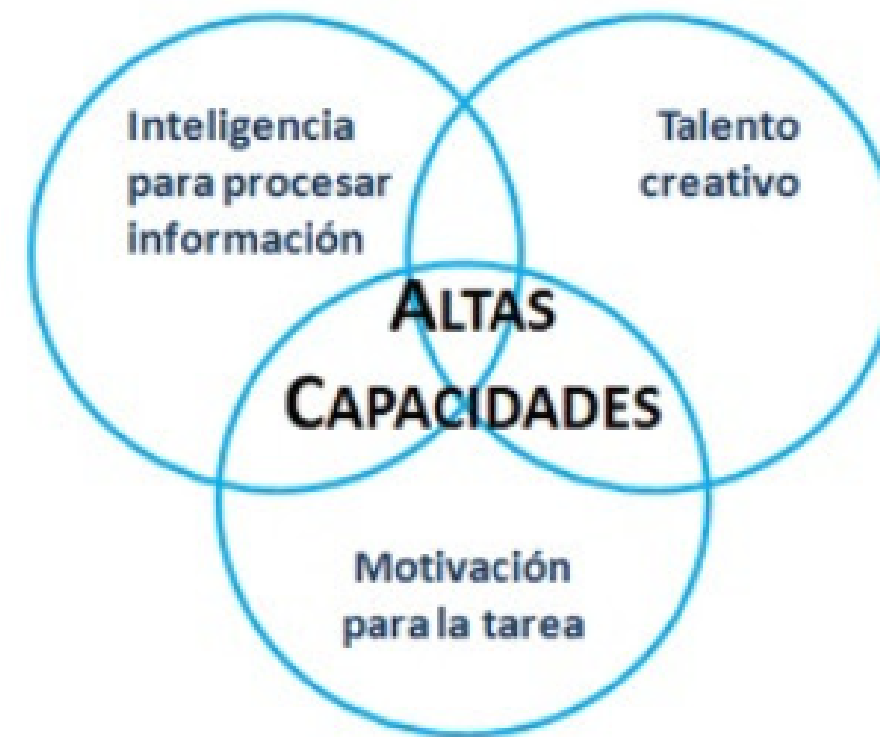 Inteligencia
para procesar
información
Talento
creativo
ALTAS
CAPACIDADES
Motivación
para la tarea